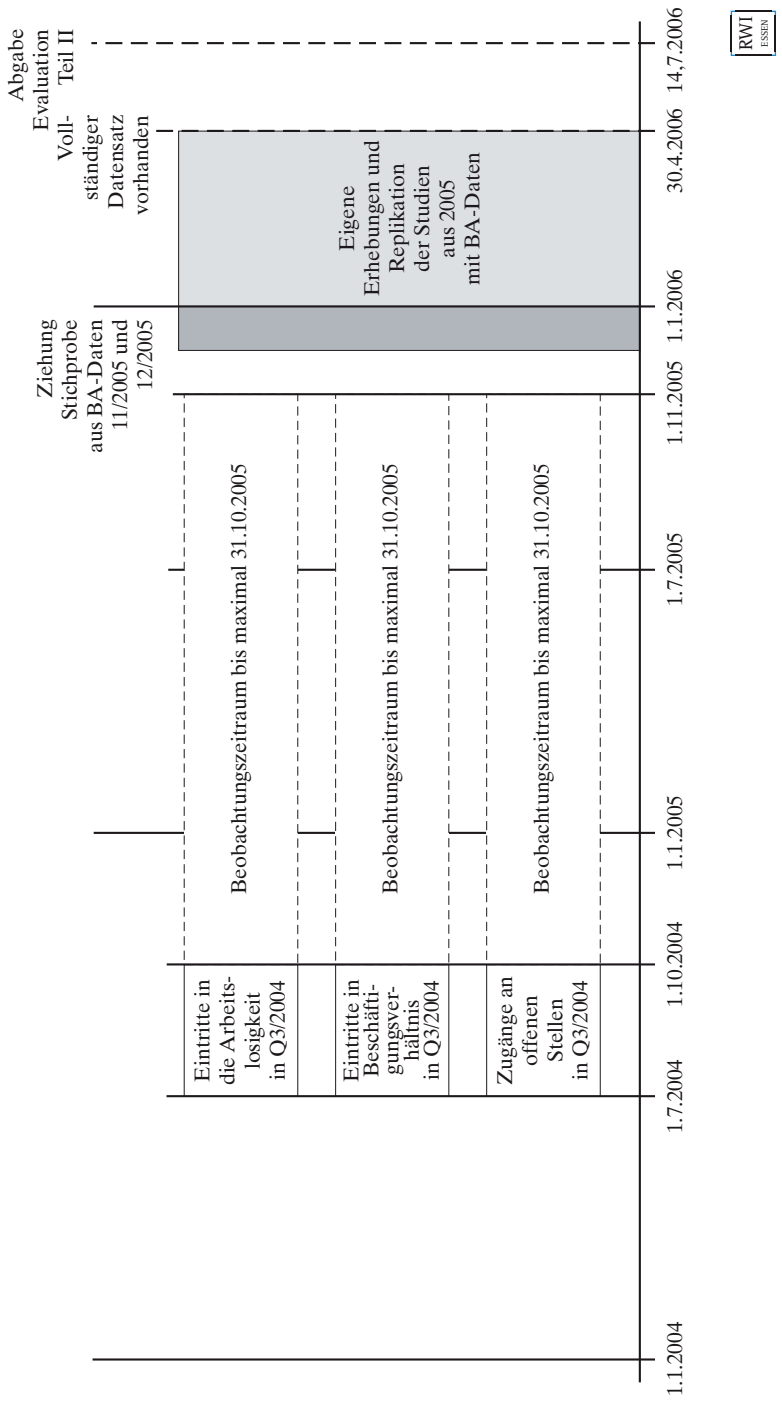 Ziehung
Stichprobe
aus BA-Daten
11/2005 und
12/2005
Voll-
ständiger
Datensatz
vorhanden
Abgabe
Evaluation
Teil II
Eintritte in
die Arbeits-
losigkeit
in Q3/2004
Beobachtungszeitraum bis maximal 31.10.2005
Eintritte in
Beschäfti-
gungsver-
hältnis
in Q3/2004
Beobachtungszeitraum bis maximal 31.10.2005
Zugänge an
offenen
Stellen
in Q3/2004
Beobachtungszeitraum bis maximal 31.10.2005
Eigene
Erhebungen und
Replikation
der Studien
aus 2005
mit BA-Daten
1.1.2004
1.7.2004
1.10.2004
1.1.2005
1.7.2005
1.11.2005
1.1.2006
30.4.2006
14,7.2006
RWI
ESSEN